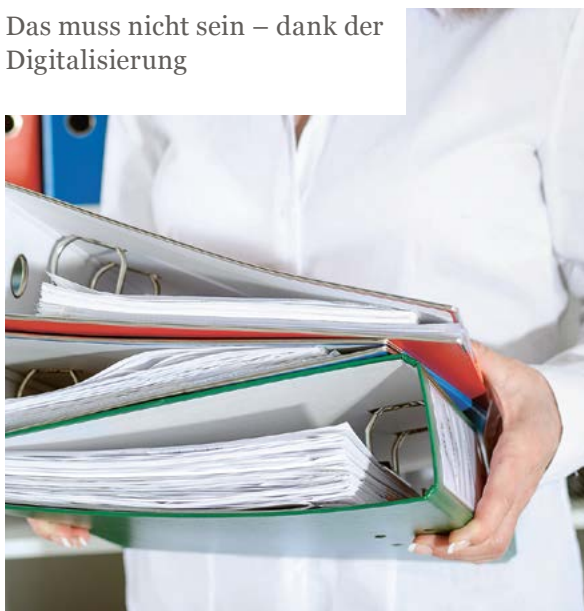 Das muss nicht sein – dank der
Digitalisierung